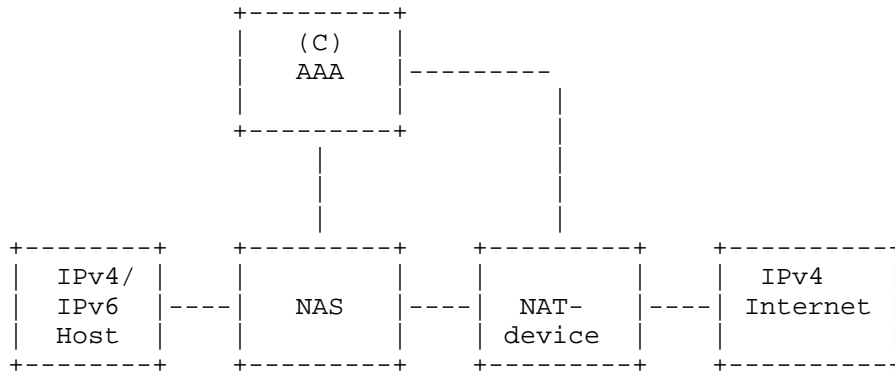 (C)
AAA
IPv4/
IPv6
Host
NAS
NAT-
device
IPv4
Internet